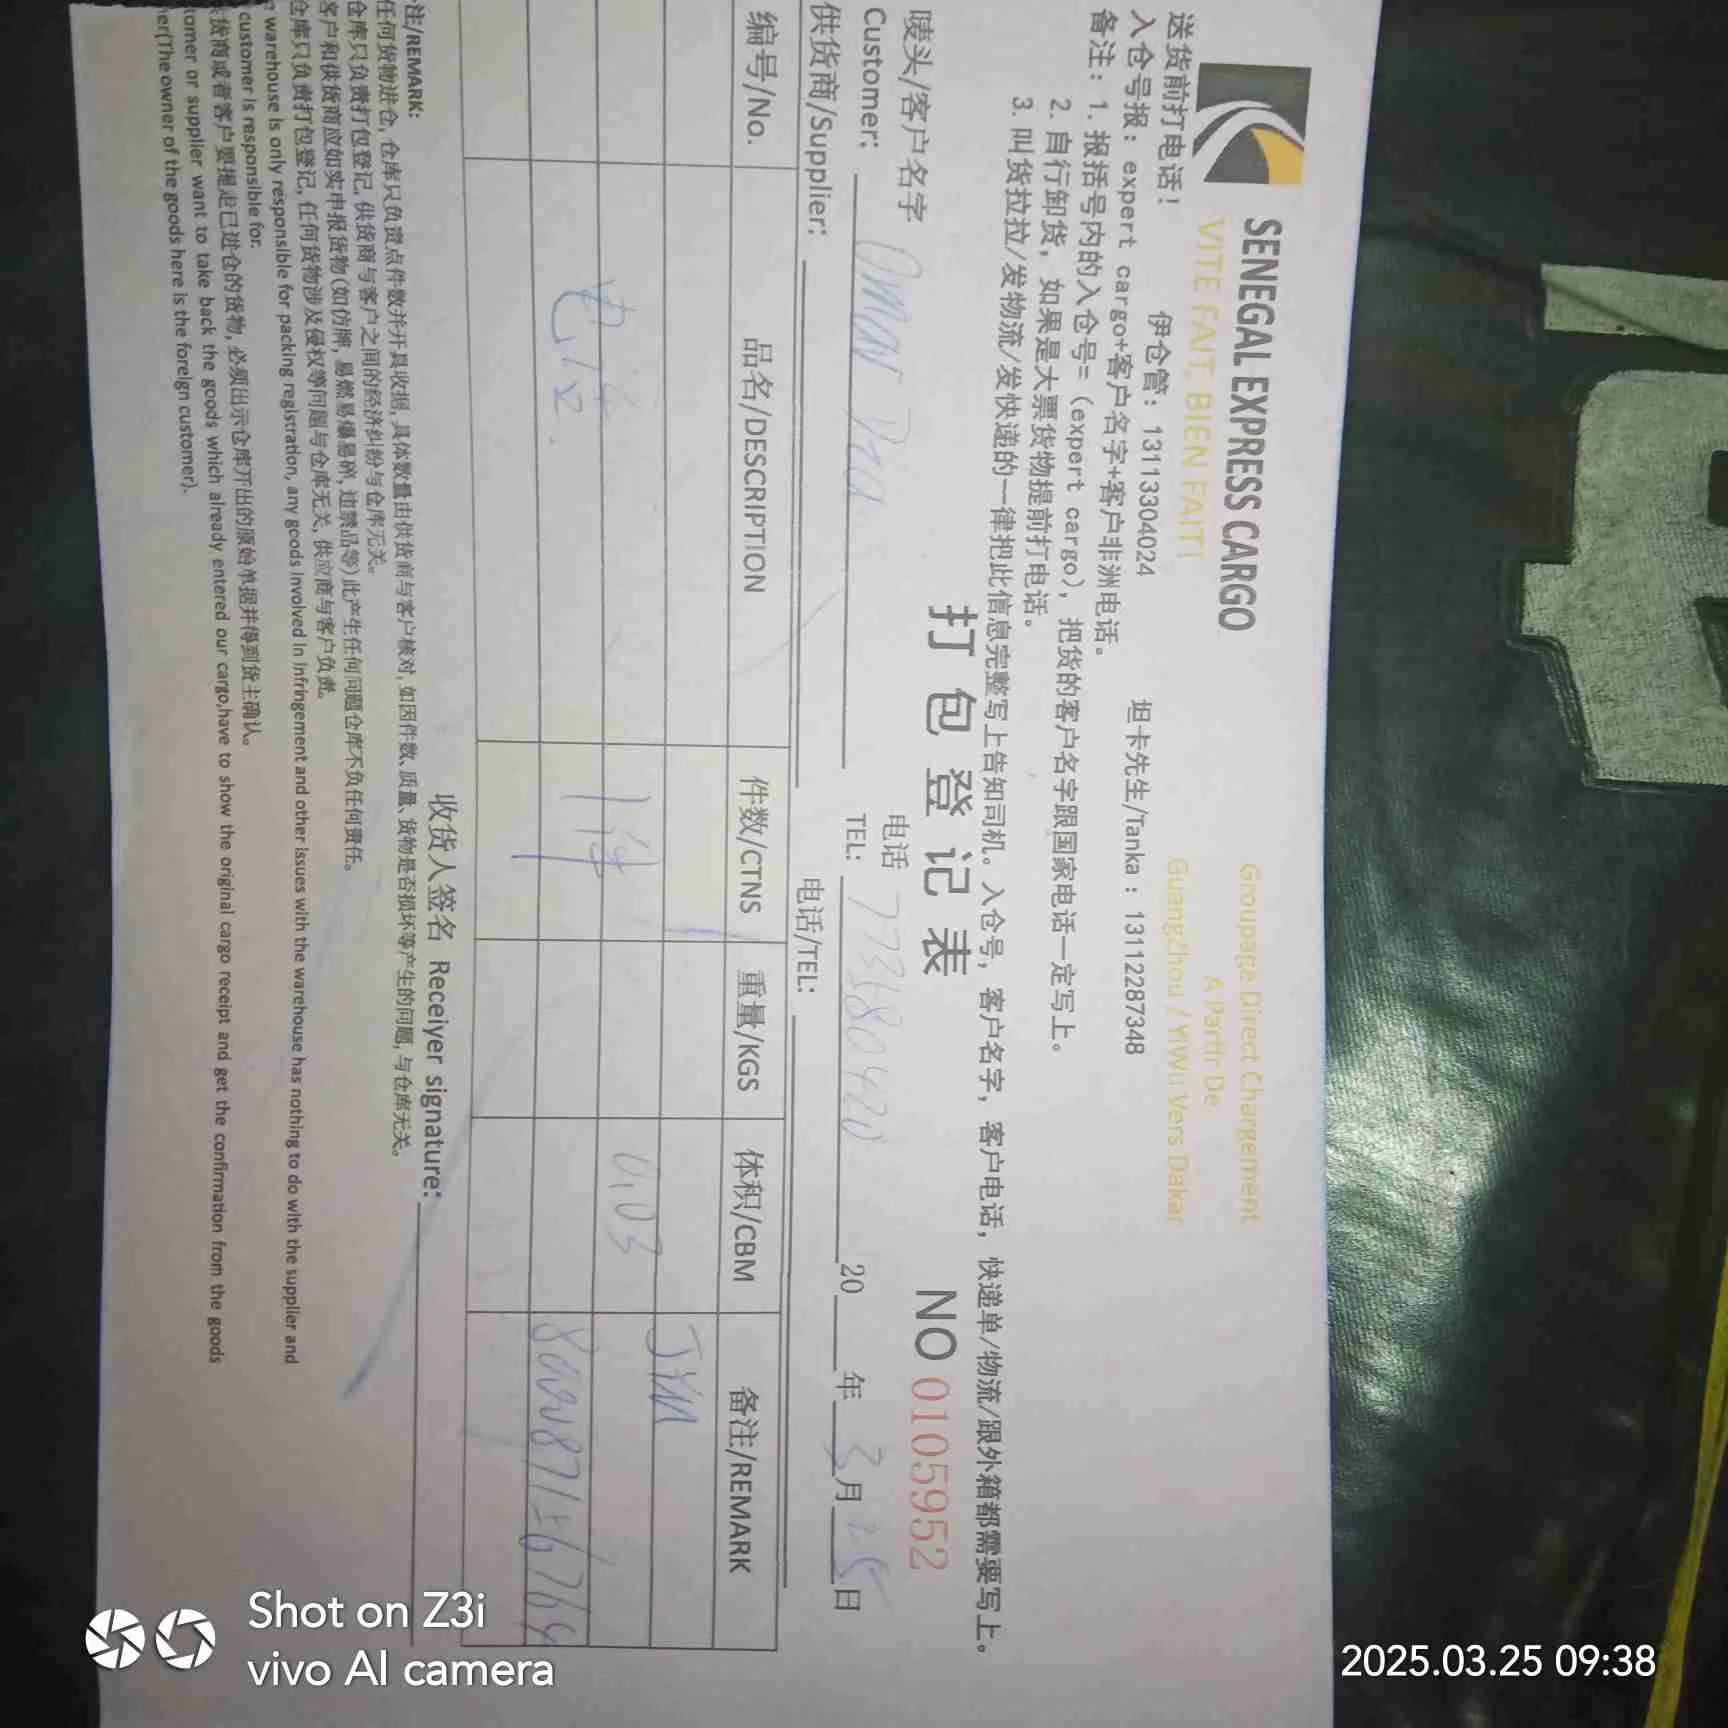 2025.03.25 09:38
SENEGAL EXPRESS CARGO
VITE FAIT, BIEN FAIT!
Groupage Direct Chargement
A Partir De
Guangzhou / YiWu Vers Dakar
送货前打电话！ 伊仓管：13113304024 坦卡先生/Tanka：13112287348
入仓号报：expert cargo+客户名字+客户非洲电话。
备注：1. 报括号内的入仓号=（expert cargo），把货的客户名字跟国家电话一定写上。
2. 自行卸货，如果是大票货物提前打电话。
3. 叫货拉拉/发物流/发快递的一律把此信息完整写上告知司机。入仓号，客户名字，客户电话，快递单/物流/跟外箱都需要写上。
打包登记表 NO 0105952
唛头/客户名字 电话
Customer: Omar Dia TEL: 773580420 20 年 3 月 25 日
供货商/Supplier: 电话/TEL:
编号/No. 品名/DESCRIPTION 件数/CTNS 重量/KGS 体积/CBM 备注/REMARK
JYM
电话 1件 0.03
收货人签名 Receiyer signature:
注/REMARK:
任何货物进仓, 仓库只负责点件数并开具收据, 具体数量由供货商与客户核对, 如因件数、质量、货物是否损坏等产生的问题, 与仓库无关。
仓库只负责打包登记, 供货商与客户之间的经济纠纷与仓库无关。
客户和供货商应如实申报货物(如仿牌, 易燃易爆易碎, 违禁品等)此产生任何问题仓库不负任何责任。
仓库只负责打包登记, 任何货物涉及侵权等问题与仓库无关, 供应商与客户负责。
warehouse is only responsible for packing registration, any goods involved in infringement and other issues with the warehouse has nothing to do with the supplier and
customer is responsible for.
货商或者客户要提走已进仓的货物, 必须出示仓库开出的原始单据并得到货主确认。
tomer or supplier want to take back the goods which already entered our cargo,have to show the original cargo receipt and get the confirmation from the goods
er(The owner of the goods here is the foreign customer).
Shot on Z3i
vivo AI camera